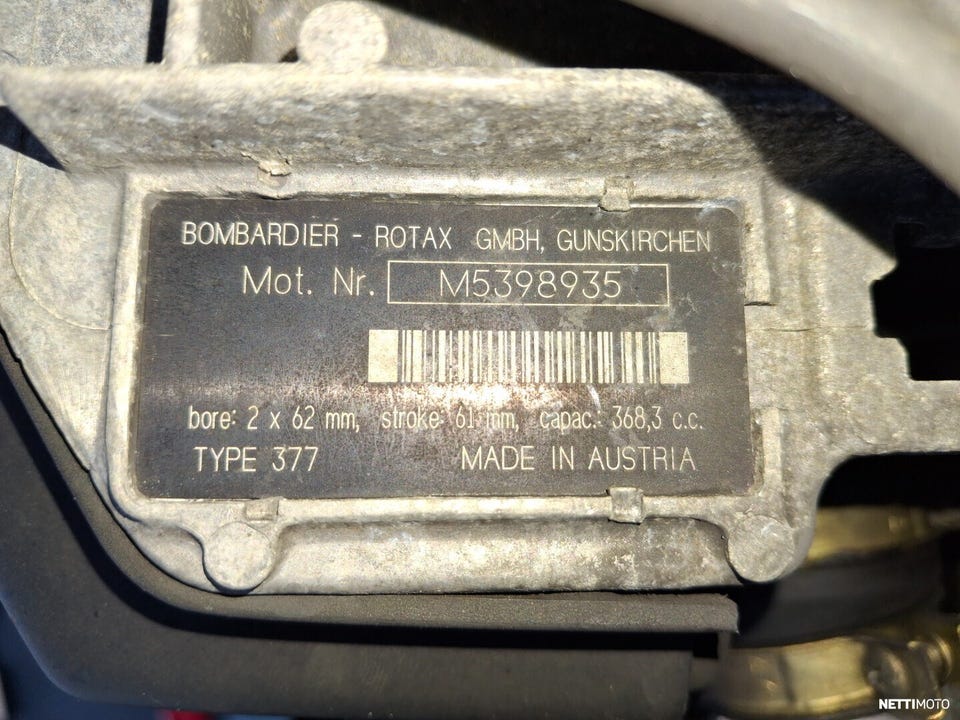 BOMBARDIER - ROTAX GMBH, GUNSKIRCHEN
Mot. Nr. M5398935
bore: 2 x 62 mm, stroke: 61 mm, capac.: 368,3 c.c.
TYPE 377 MADE IN AUSTRIA
NETTIMOTO